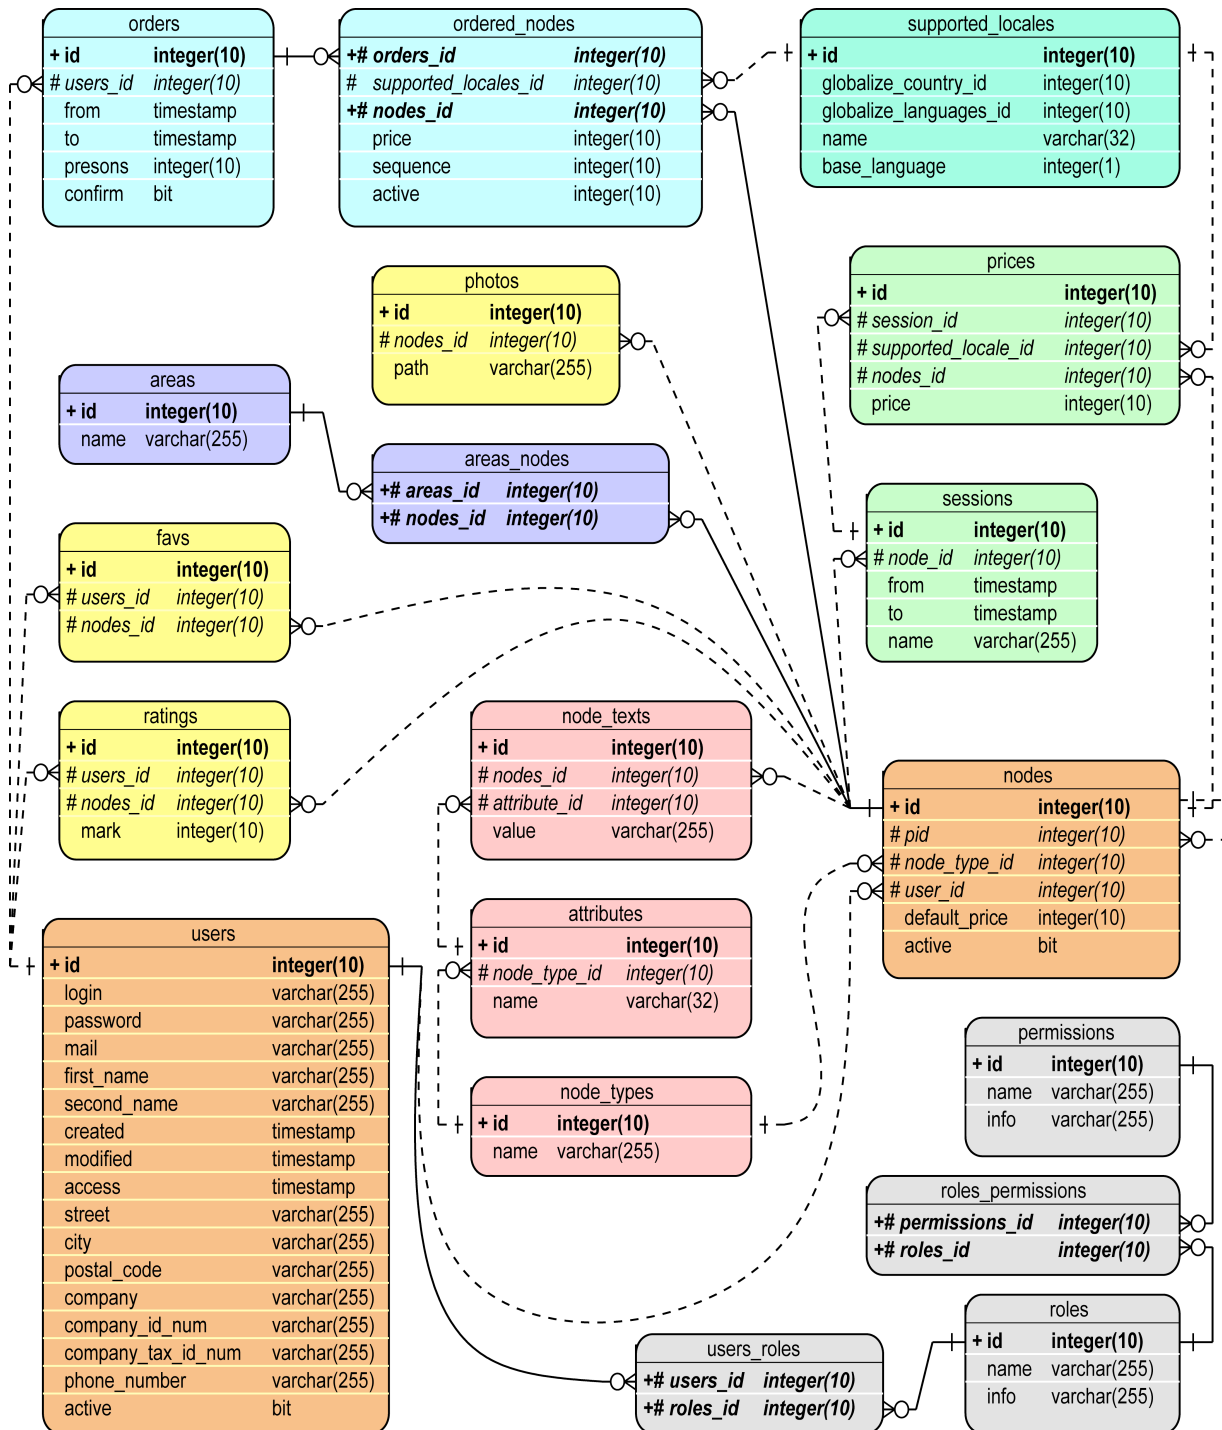 orders
+ id integer(10)
# users_id integer(10)
from timestamp
to timestamp
presons integer(10)
confirm bit
ordered_nodes
+# orders_id integer(10)
# supported_locales_id integer(10)
+# nodes_id integer(10)
price integer(10)
sequence integer(10)
active integer(10)
supported_locales
+ id integer(10)
globalize_country_id integer(10)
globalize_languages_id integer(10)
name varchar(32)
base_language integer(1)
photos
+ id integer(10)
# nodes_id integer(10)
path varchar(255)
prices
+ id integer(10)
# session_id integer(10)
# supported_locale_id integer(10)
# nodes_id integer(10)
price integer(10)
areas
+ id integer(10)
name varchar(255)
areas_nodes
+# areas_id integer(10)
+# nodes_id integer(10)
sessions
+ id integer(10)
# node_id integer(10)
from timestamp
to timestamp
name varchar(255)
favs
+ id integer(10)
# users_id integer(10)
# nodes_id integer(10)
ratings
+ id integer(10)
# users_id integer(10)
# nodes_id integer(10)
mark integer(10)
node_texts
+ id integer(10)
# nodes_id integer(10)
# attribute_id integer(10)
value varchar(255)
nodes
+ id integer(10)
# pid integer(10)
# node_type_id integer(10)
# user_id integer(10)
default_price integer(10)
active bit
attributes
+ id integer(10)
# node_type_id integer(10)
name varchar(32)
users
+ id integer(10)
login varchar(255)
password varchar(255)
mail varchar(255)
first_name varchar(255)
second_name varchar(255)
created timestamp
modified timestamp
access timestamp
street varchar(255)
city varchar(255)
postal_code varchar(255)
company varchar(255)
company_id_num varchar(255)
company_tax_id_num varchar(255)
phone_number varchar(255)
active bit
node_types
+ id integer(10)
name varchar(255)
permissions
+ id integer(10)
name varchar(255)
info varchar(255)
roles_permissions
+# permissions_id integer(10)
+# roles_id integer(10)
roles
+ id integer(10)
name varchar(255)
info varchar(255)
users_roles
+# users_id integer(10)
+# roles_id integer(10)